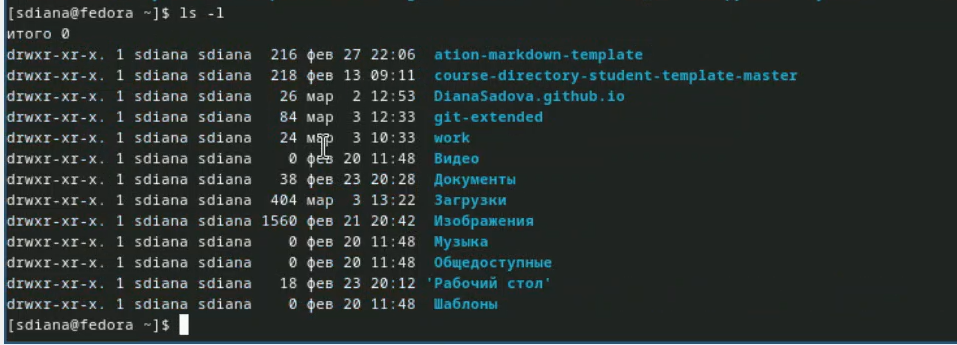 [sdiana@fedora ~]$ ls -l
итого 0
drwxr-xr-x. 1 sdiana sdiana  216 фев 27 22:06  ation-markdown-template
drwxr-xr-x. 1 sdiana sdiana  218 фев 13 09:11  course-directory-student-template-master
drwxr-xr-x. 1 sdiana sdiana   26 мар  2 12:53  DianaSadova.github.io
drwxr-xr-x. 1 sdiana sdiana   84 мар  3 12:33  git-extended
drwxr-xr-x. 1 sdiana sdiana   24 мар  3 10:33  work
drwxr-xr-x. 1 sdiana sdiana    0 фев 20 11:48  Видео
drwxr-xr-x. 1 sdiana sdiana   38 фев 23 20:28  Документы
drwxr-xr-x. 1 sdiana sdiana  404 мар  3 13:22  Загрузки
drwxr-xr-x. 1 sdiana sdiana 1560 фев 21 20:42  Изображения
drwxr-xr-x. 1 sdiana sdiana    0 фев 20 11:48  Музыка
drwxr-xr-x. 1 sdiana sdiana    0 фев 20 11:48  Общедоступные
drwxr-xr-x. 1 sdiana sdiana   18 фев 23 20:12 'Рабочий стол'
drwxr-xr-x. 1 sdiana sdiana    0 фев 20 11:48  Шаблоны
[sdiana@fedora ~]$